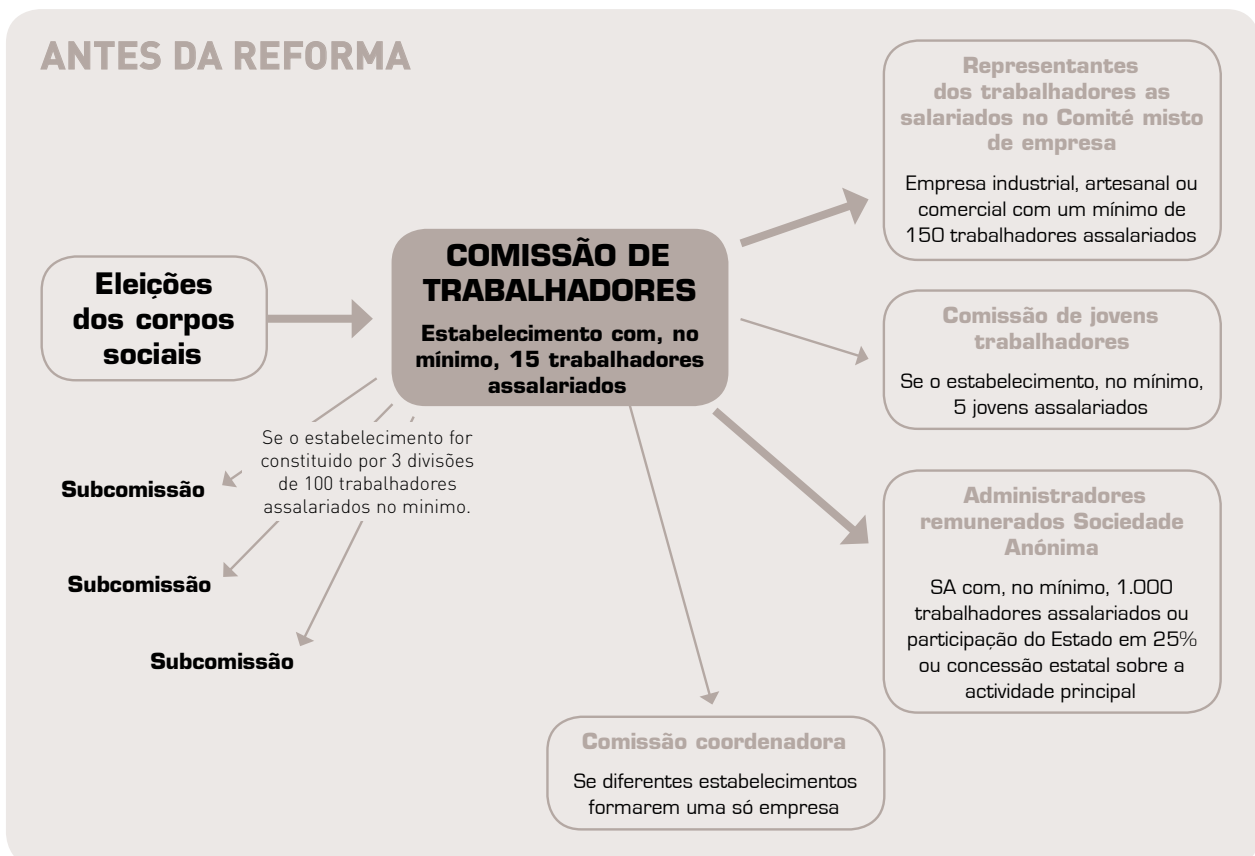 ANTES DA REFORMA
Eleições
dos corpos
sociais
COMISSÃO DE
TRABALHADORES
Estabelecimento com, no
mínimo, 15 trabalhadores
assalariados
Representantes
dos trabalhadores as
salariados no Comité misto
de empresa
Empresa industrial, artesanal ou
comercial com um mínimo de
150 trabalhadores assalariados
Comissão de jovens
trabalhadores
Se o estabelecimento, no mínimo,
5 jovens assalariados
Administradores
remunerados Sociedade
Anónima
SA com, no mínimo, 1.000
trabalhadores assalariados ou
participação do Estado em 25%
ou concessão estatal sobre a
actividade principal
Se o estabelecimento for
constituido por 3 divisões
de 100 trabalhadores
assalariados no minimo.
Subcomissão
Subcomissão
Subcomissão
Comissão coordenadora
Se diferentes estabelecimentos
formarem uma só empresa